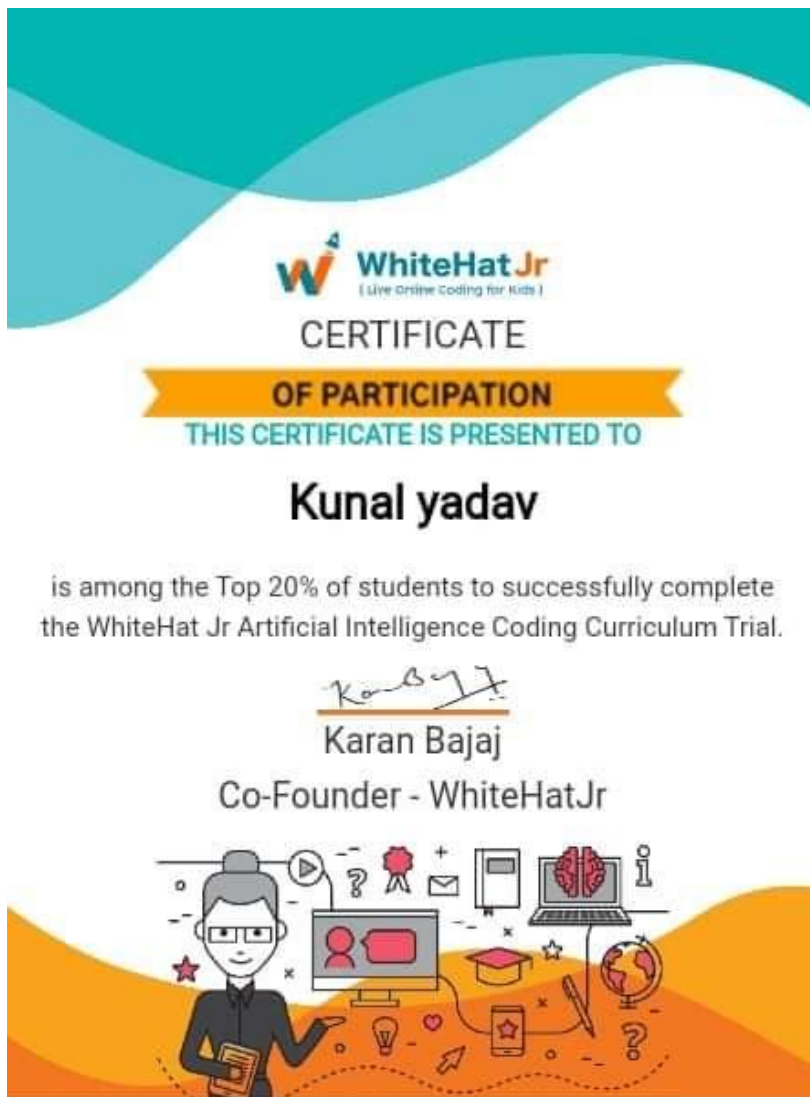 WhiteHat Jr
( Live Online Coding for Kids )
CERTIFICATE
OF PARTICIPATION
THIS CERTIFICATE IS PRESENTED TO
Kunal yadav
is among the Top 20% of students to successfully complete
the WhiteHat Jr Artificial Intelligence Coding Curriculum Trial.
Karan Bajaj
Co-Founder - WhiteHatJr